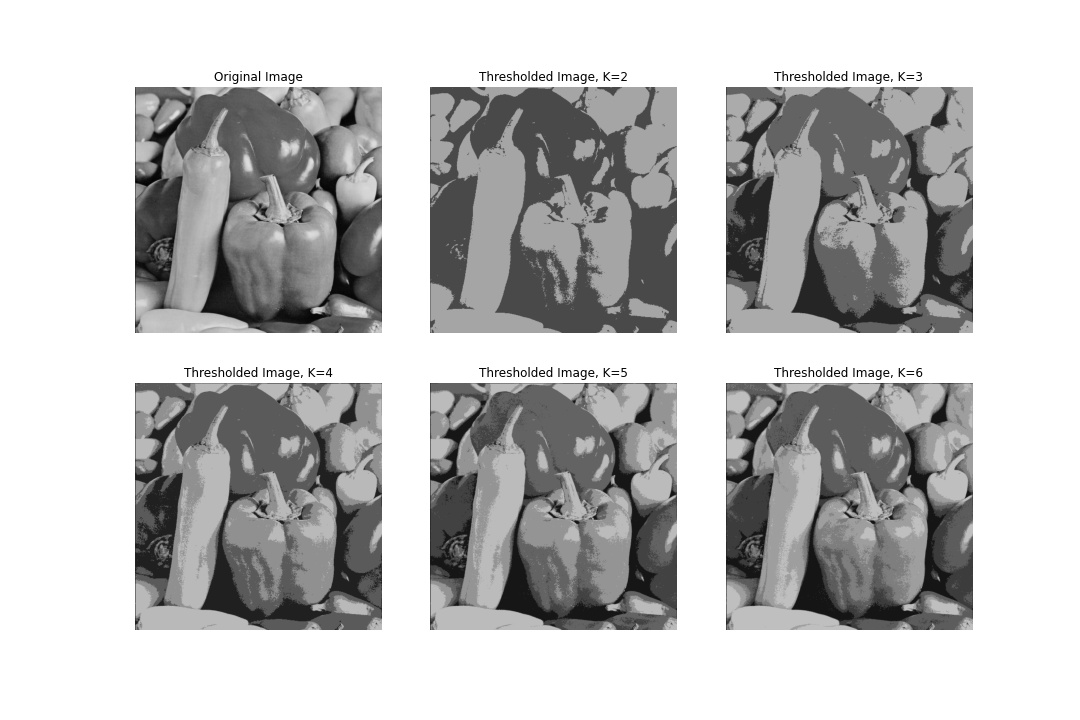 Original Image
Thresholded Image, K=2
Thresholded Image, K=3
Thresholded Image, K=4
Thresholded Image, K=5
Thresholded Image, K=6